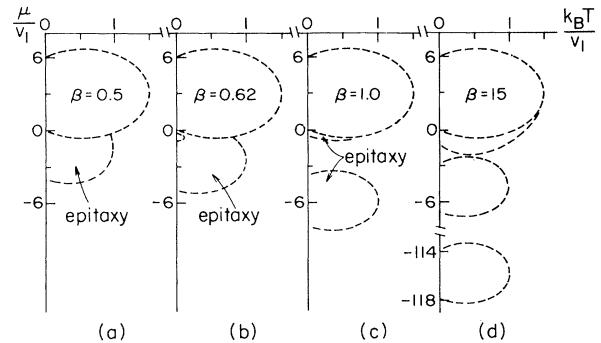 μ/v₁ 0 1 0 1 0 1 0 1 k_B T/v₁
6 6 6 6
β = 0.5 β = 0.62 β = 1.0 β = 15
0 0 0 0
epitaxy
-6 -6 -6 -6
epitaxy epitaxy
-114
-118
(a) (b) (c) (d)